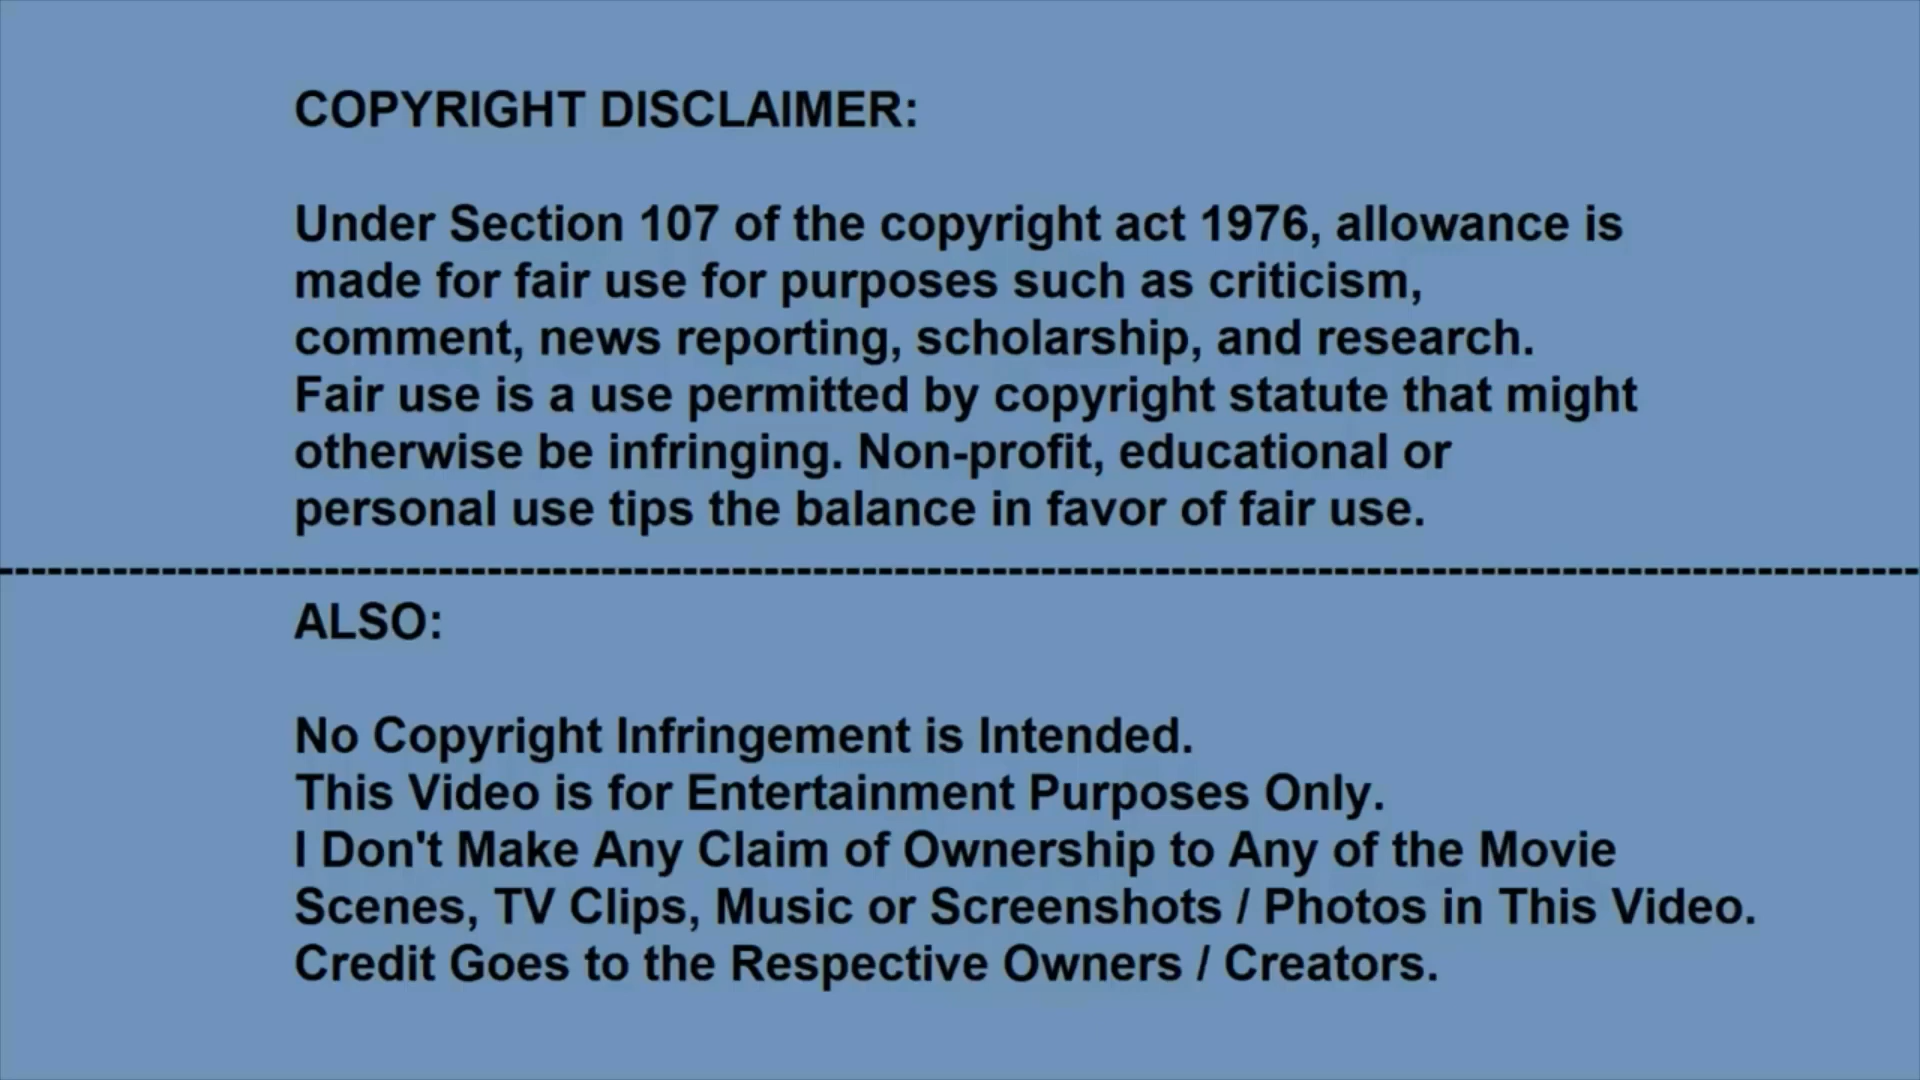 COPYRIGHT DISCLAIMER:
Under Section 107 of the copyright act 1976, allowance is
made for fair use for purposes such as criticism,
comment, news reporting, scholarship, and research.
Fair use is a use permitted by copyright statute that might
otherwise be infringing. Non-profit, educational or
personal use tips the balance in favor of fair use.
ALSO:
No Copyright Infringement is Intended.
This Video is for Entertainment Purposes Only.
I Don't Make Any Claim of Ownership to Any of the Movie
Scenes, TV Clips, Music or Screenshots / Photos in This Video.
Credit Goes to the Respective Owners / Creators.